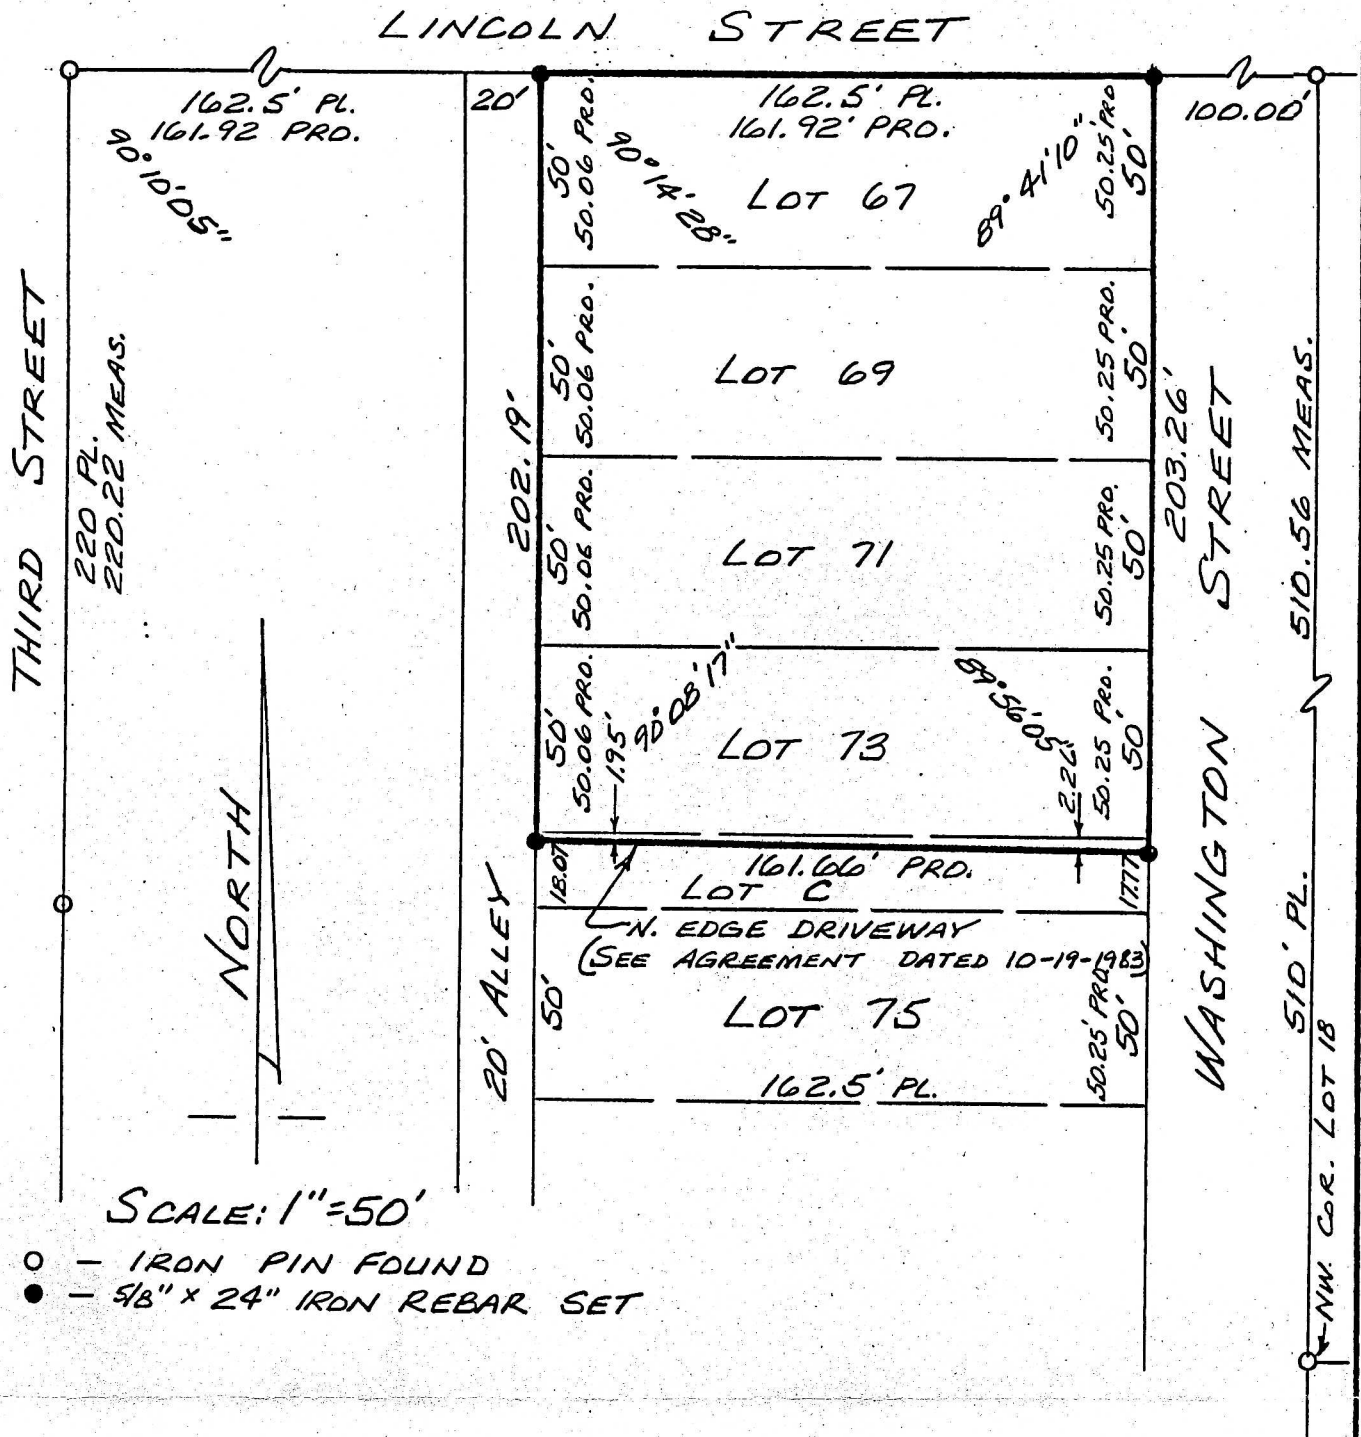 LINCOLN STREET
162.5' PL.
161.92 PRO.
20'
162.5' PL.
161.92' PRO.
100.00'
90°10'05"
50'
50.06 PRO.
90°14'28"
LOT 67
89°41'10"
50.25 PRO
50'
THIRD STREET
220 PL.
220.22 MEAS.
202.19'
50'
50.06 PRO.
LOT 69
50.25 PRO.
50'
203.26'
WASHINGTON STREET
510.56 MEAS.
510' PL.
50'
50.06 PRO.
LOT 71
50.25 PRO.
50'
50'
50.06 PRO.
1.95'
90°08'17"
LOT 73
89°56'05
50.25 PRO.
50'
NORTH
18.07
161.66' PRO.
LOT C
17.77
N. EDGE DRIVEWAY
(SEE AGREEMENT DATED 10-19-1983)
20' ALLEY
50'
LOT 75
50.25' PRO.
50'
162.5' PL.
NW. COR. LOT 18
SCALE: 1"=50'
O - IRON PIN FOUND
● - 5/8" x 24" IRON REBAR SET